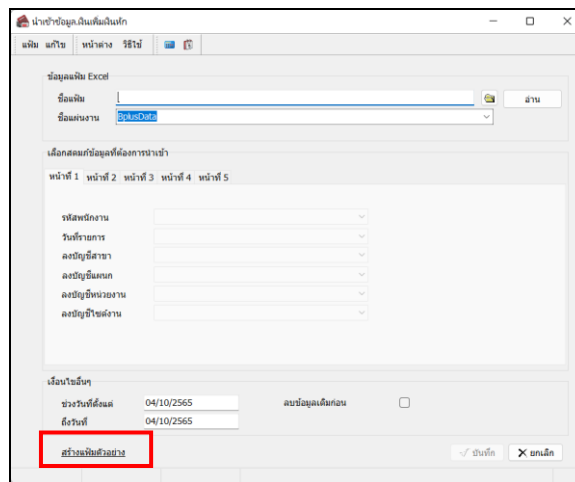 นำเข้าข้อมูล.เงินเพิ่มเงินหัก
แฟ้ม แก้ไข หน้าต่าง วิธีใช้
ข้อมูลแฟ้ม Excel
ชื่อแฟ้ม อ่าน
ชื่อแผ่นงาน BplusData
เลือกสดมภ์ข้อมูลที่ต้องการนำเข้า
หน้าที่ 1 หน้าที่ 2 หน้าที่ 3 หน้าที่ 4 หน้าที่ 5
รหัสพนักงาน
วันที่รายการ
ลงบัญชีสาขา
ลงบัญชีแผนก
ลงบัญชีหน่วยงาน
ลงบัญชีไซต์งาน
เงื่อนไขอื่นๆ
ช่วงวันที่ตั้งแต่ 04/10/2565 ลบข้อมูลเดิมก่อน
ถึงวันที่ 04/10/2565
สร้างแฟ้มตัวอย่าง บันทึก ยกเลิก